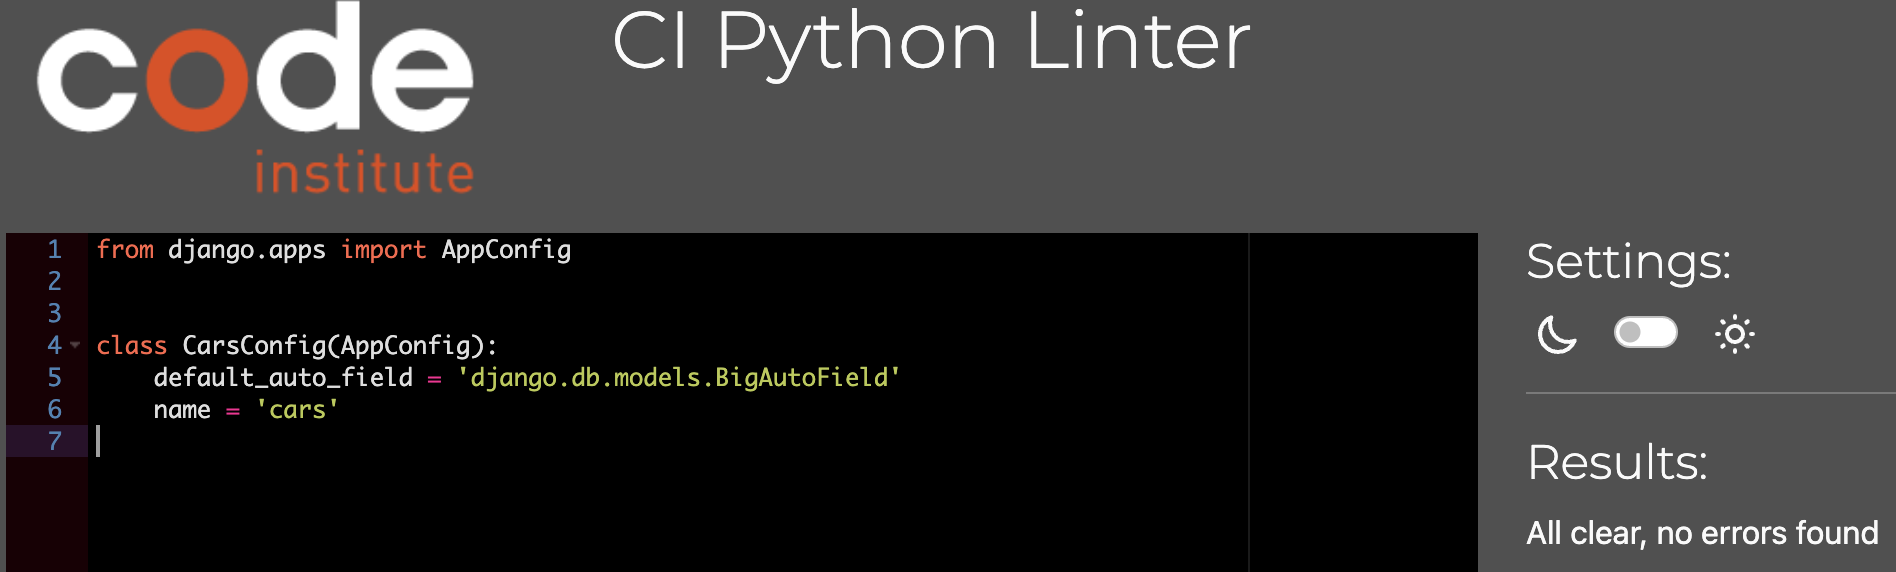 code
institute
CI Python Linter
1 from django.apps import AppConfig
2
3
4 class CarsConfig(AppConfig):
5     default_auto_field = 'django.db.models.BigAutoField'
6     name = 'cars'
7
Settings:
Results:
All clear, no errors found